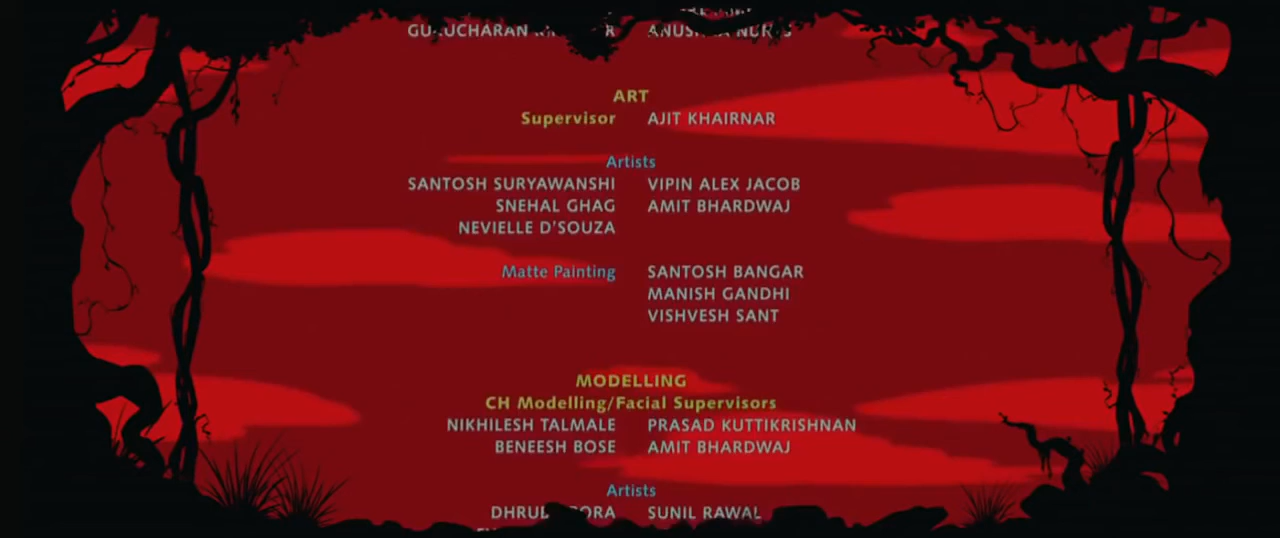 ART
Supervisor AJIT KHAIRNAR
Artists
SANTOSH SURYAWANSHI VIPIN ALEX JACOB
SNEHAL GHAG AMIT BHARDWAJ
NEVIELLE D'SOUZA
Matte Painting SANTOSH BANGAR
MANISH GANDHI
VISHVESH SANT
MODELLING
CH Modelling/Facial Supervisors
NIKHILESH TALMALE PRASAD KUTTIKRISHNAN
BENEESH BOSE AMIT BHARDWAJ
Artists
SUNIL RAWAL